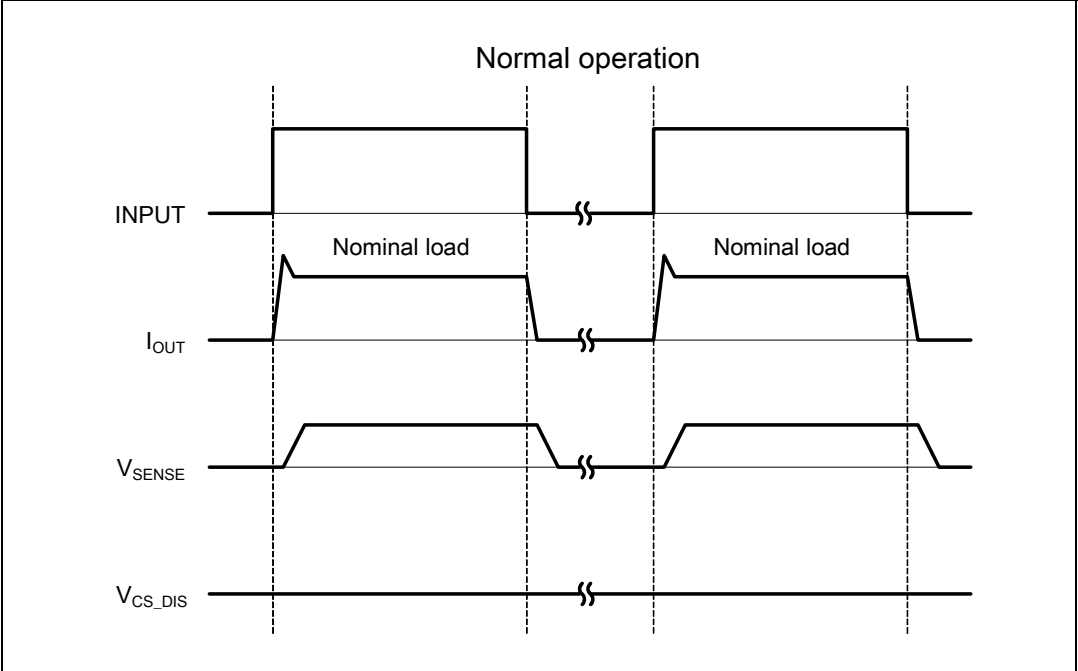 Normal operation
INPUT
Nominal load Nominal load
IOUT
VSENSE
VCS_DIS